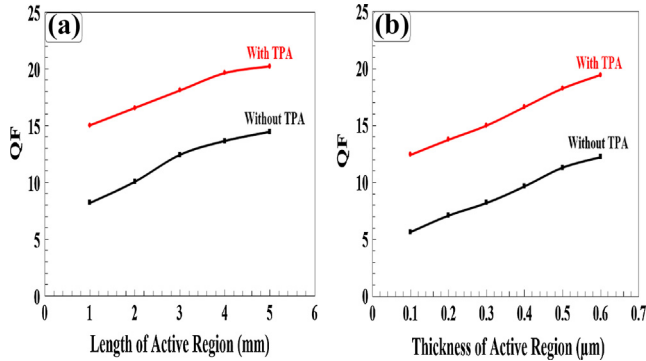 (a)
25
20
15
10
5
0
QF
With TPA
Without TPA
0 1 2 3 4 5 6
Length of Active Region (mm)
(b)
25
20
15
10
5
0
QF
With TPA
Without TPA
0 0.1 0.2 0.3 0.4 0.5 0.6 0.7
Thickness of Active Region (µm)